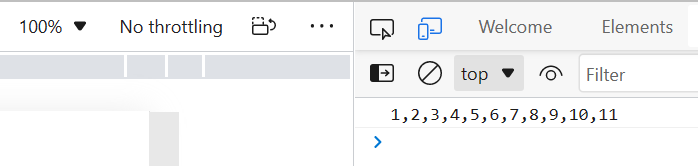 100% No throttling Welcome Elements
top Filter
1,2,3,4,5,6,7,8,9,10,11